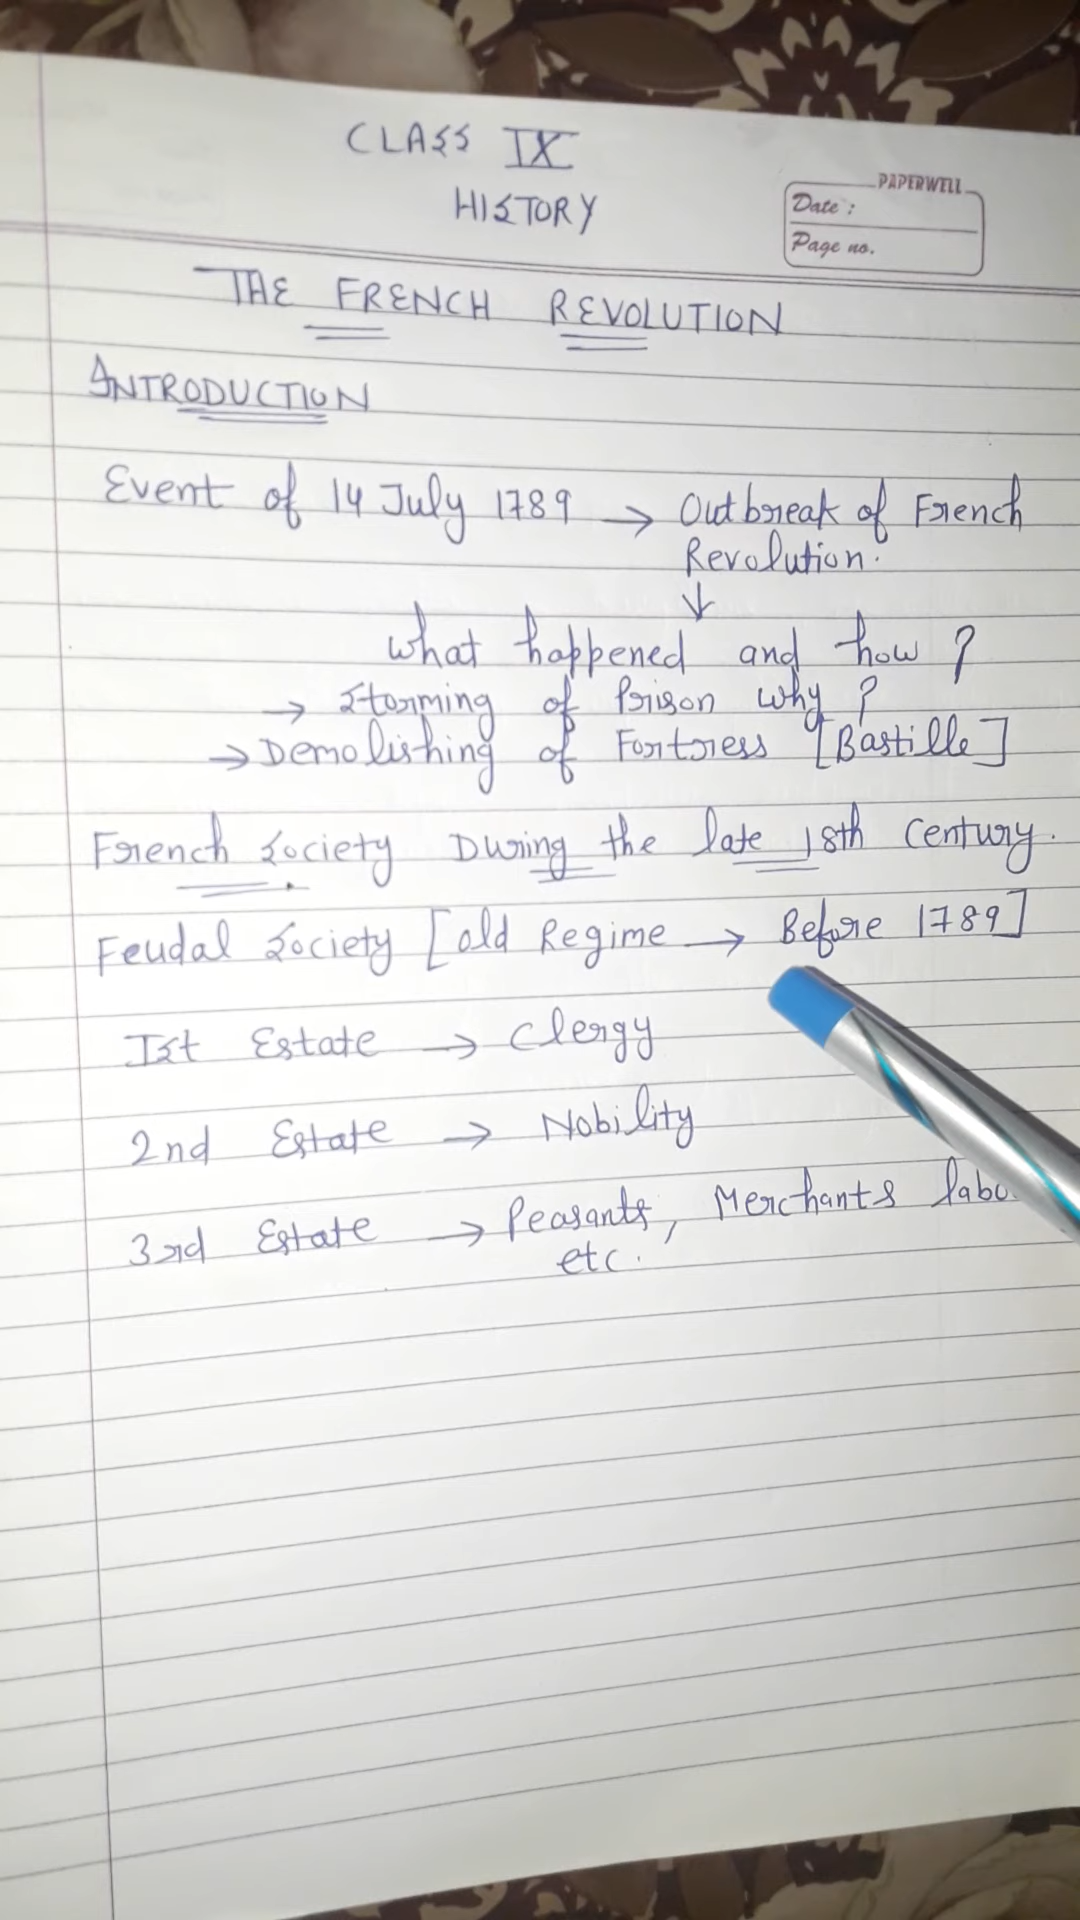 CLASS IX
HISTORY
PAPERWELL
Date :
Page no.
THE FRENCH REVOLUTION
INTRODUCTION
Event of 14 July 1789 → Outbreak of French
Revolution.
↓
what happened and how ?
→ Storming of Prison why ?
→ Demolishing of Fortress [Bastille]
French Society During the late 18th Century.
Feudal Society [old Regime → Before 1789]
Ist Estate → Clergy
2nd Estate → Nobility
3rd Estate → Peasants, Merchants
etc.